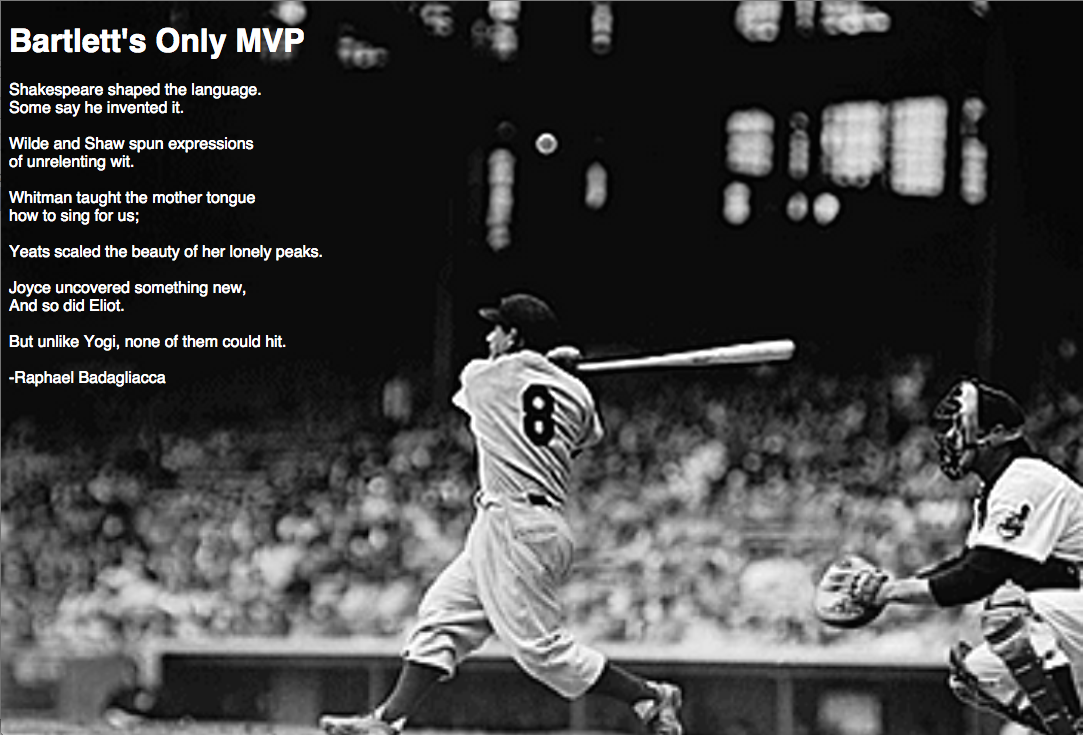 Bartlett's Only MVP
Shakespeare shaped the language.
Some say he invented it.
Wilde and Shaw spun expressions
of unrelenting wit.
Whitman taught the mother tongue
how to sing for us;
Yeats scaled the beauty of her lonely peaks.
Joyce uncovered something new,
And so did Eliot.
But unlike Yogi, none of them could hit.
-Raphael Badagliacca
8